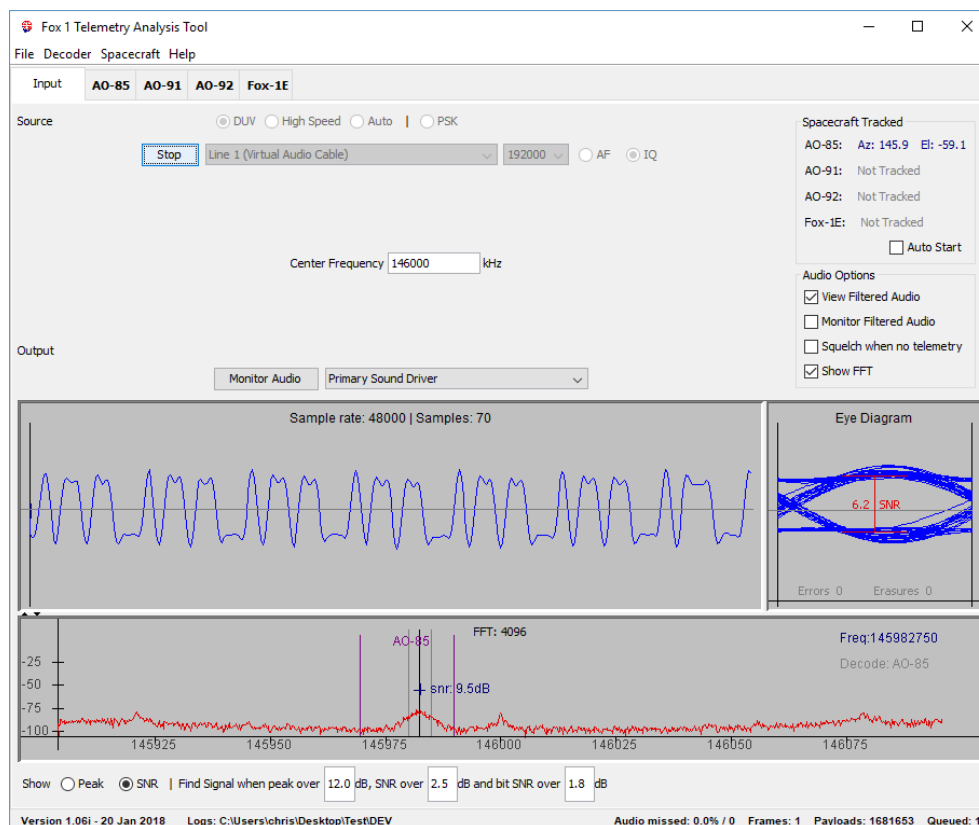 Fox 1 Telemetry Analysis Tool
File Decoder Spacecraft Help
Input AO-85 AO-91 AO-92 Fox-1E
Source DUV High Speed Auto | PSK
Stop Line 1 (Virtual Audio Cable) 192000 AF IQ
Spacecraft Tracked
AO-85: Az: 145.9 El: -59.1
AO-91: Not Tracked
AO-92: Not Tracked
Fox-1E: Not Tracked
Auto Start
Center Frequency 146000 kHz
Audio Options
View Filtered Audio
Monitor Filtered Audio
Squelch when no telemetry
Show FFT
Output
Monitor Audio Primary Sound Driver
Sample rate: 48000 | Samples: 70
Eye Diagram
6.2 SNR
Errors 0 Erasures 0
FFT: 4096
AO-85
Freq:145982750
Decode: AO-85
snr: 9.5dB
-25
-50
-75
-100
145925 145950 145975 146000 146025 146050 146075
Show Peak SNR | Find Signal when peak over 12.0 dB, SNR over 2.5 dB and bit SNR over 1.8 dB
Version 1.06i - 20 Jan 2018 Logs: C:\Users\chris\Desktop\Test\DEV Audio missed: 0.0% / 0 Frames: 1 Payloads: 1681653 Queued: 1